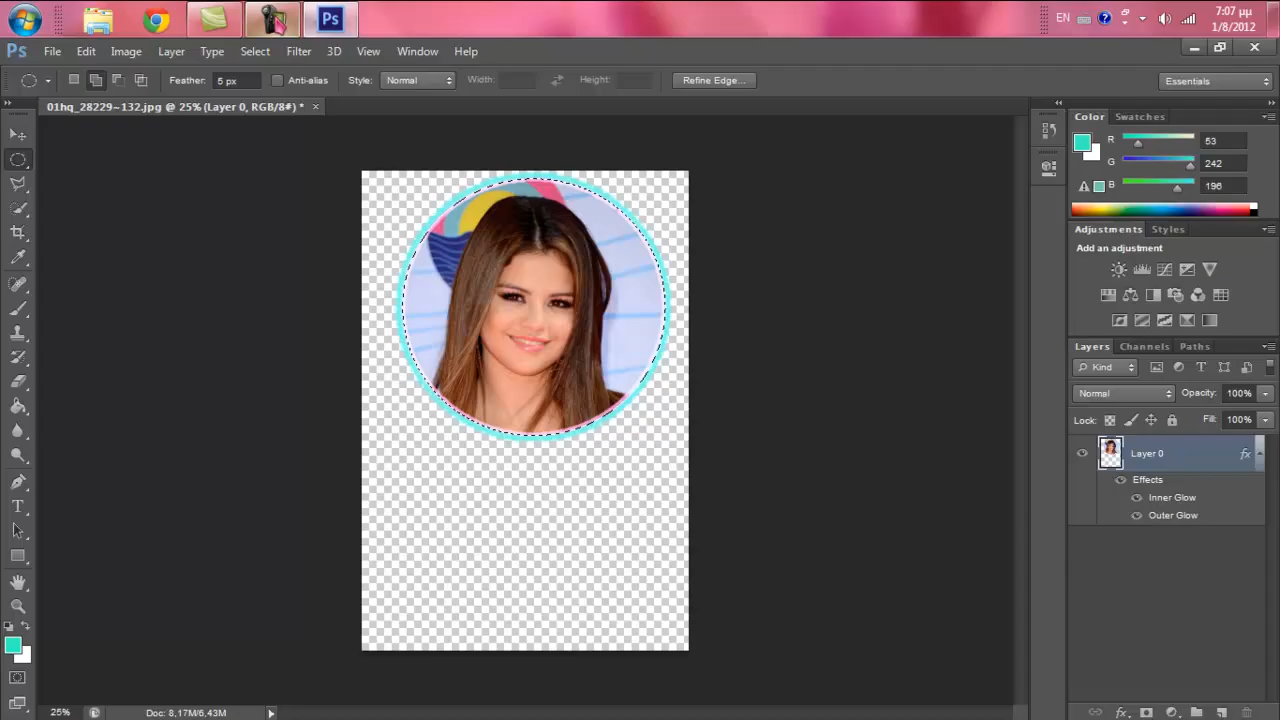 Ps
EN
7:07 μμ
1/8/2012
Ps File Edit Image Layer Type Select Filter 3D View Window Help
Feather: 5 px Anti-alias Style: Normal Width: Height: Refine Edge... Essentials
01hq_28229~132.jpg @ 25% (Layer 0, RGB/8#) * ×
Color Swatches
R 53
G 242
B 196
Adjustments Styles
Add an adjustment
Layers Channels Paths
Kind
Normal Opacity: 100%
Lock: Fill: 100%
Layer 0 fx
Effects
Inner Glow
Outer Glow
T
25% Doc: 8,17M/6,43M
fx